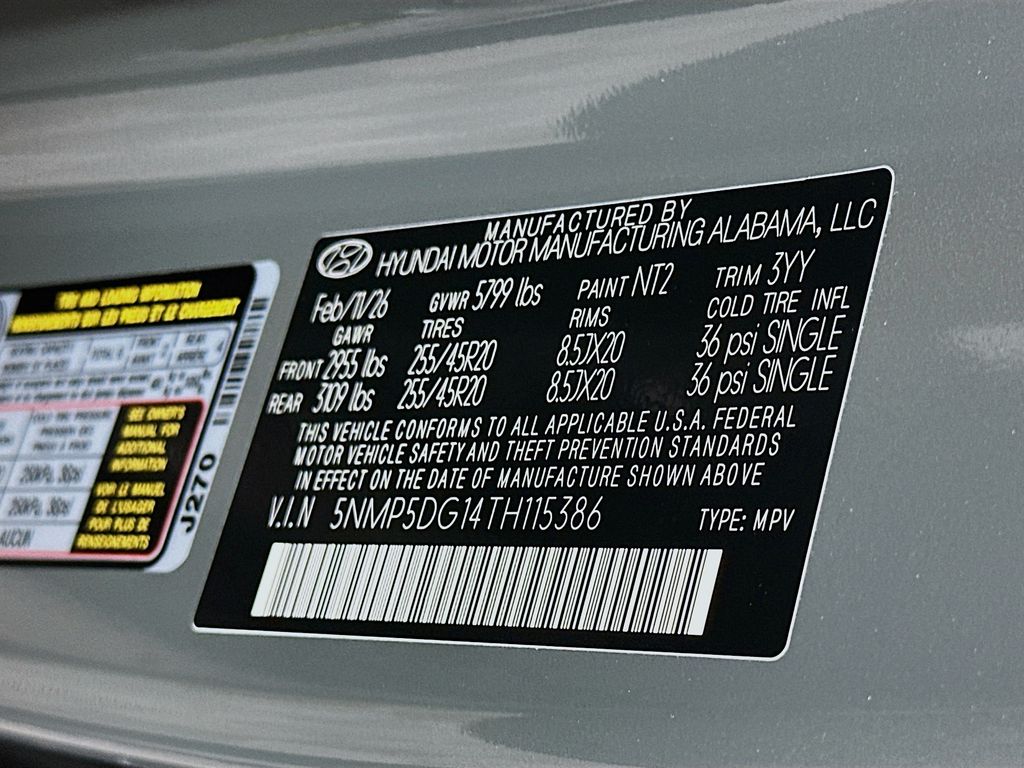 MANUFACTURED BY
HYUNDAI MOTOR MANUFACTURING ALABAMA, LLC
Feb/11/26 GVWR 5799 lbs PAINT NT2 TRIM 3YY
GAWR TIRES RIMS COLD TIRE INFL
FRONT 2955 lbs 255/45R20 8.5JX20 36 psi SINGLE
REAR 3109 lbs 255/45R20 8.5JX20 36 psi SINGLE
THIS VEHICLE CONFORMS TO ALL APPLICABLE U.S.A. FEDERAL
MOTOR VEHICLE SAFETY AND THEFT PREVENTION STANDARDS
IN EFFECT ON THE DATE OF MANUFACTURE SHOWN ABOVE
V.I.N 5NMP5DG14TH115386 TYPE: MPV
SEE OWNER'S
MANUAL FOR
ADDITIONAL
INFORMATION
VOIR LE MANUEL
DE L'USAGER
POUR PLUS DE
RENSEIGNEMENTS
AUCUN
J270